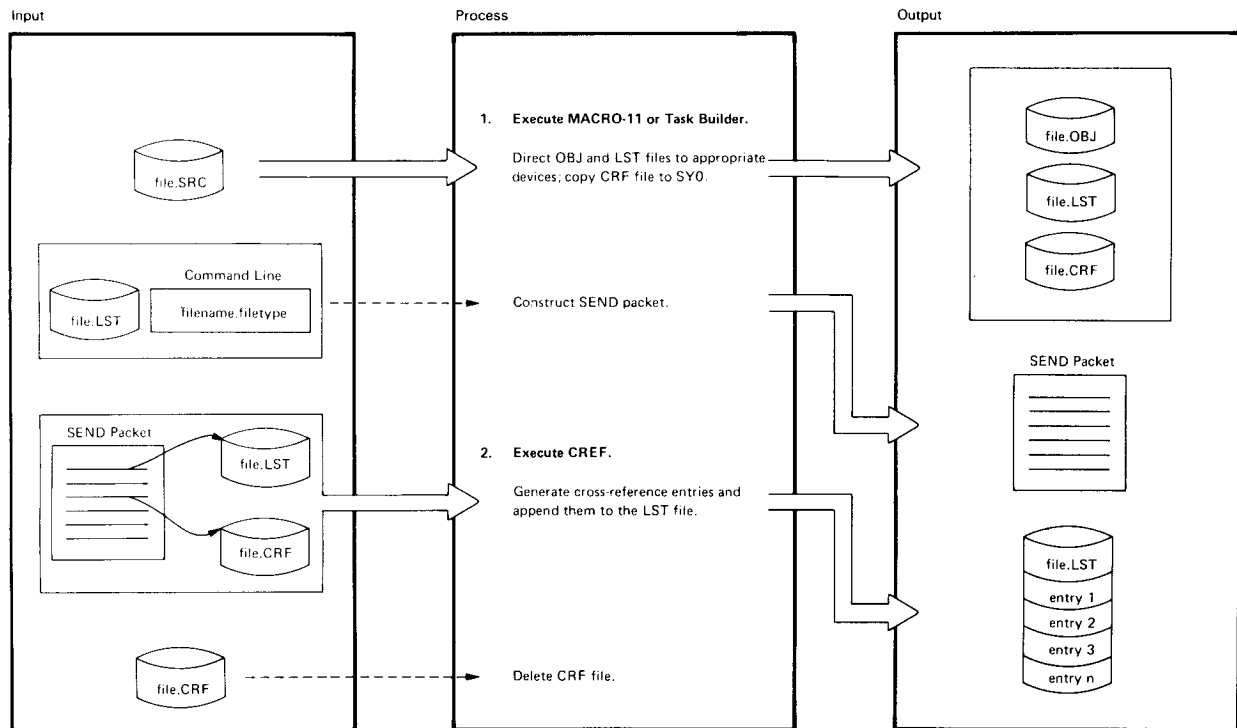 Input
Process
Output
file.SRC
1. Execute MACRO-11 or Task Builder.
Direct OBJ and LST files to appropriate
devices; copy CRF file to SY0.
file.OBJ
file.LST
file.CRF
file.LST
Command Line
filename.filetype
Construct SEND packet.
SEND Packet
SEND Packet
file.LST
file.CRF
2. Execute CREF.
Generate cross-reference entries and
append them to the LST file.
file.LST
entry 1
entry 2
entry 3
entry n
file.CRF
Delete CRF file.